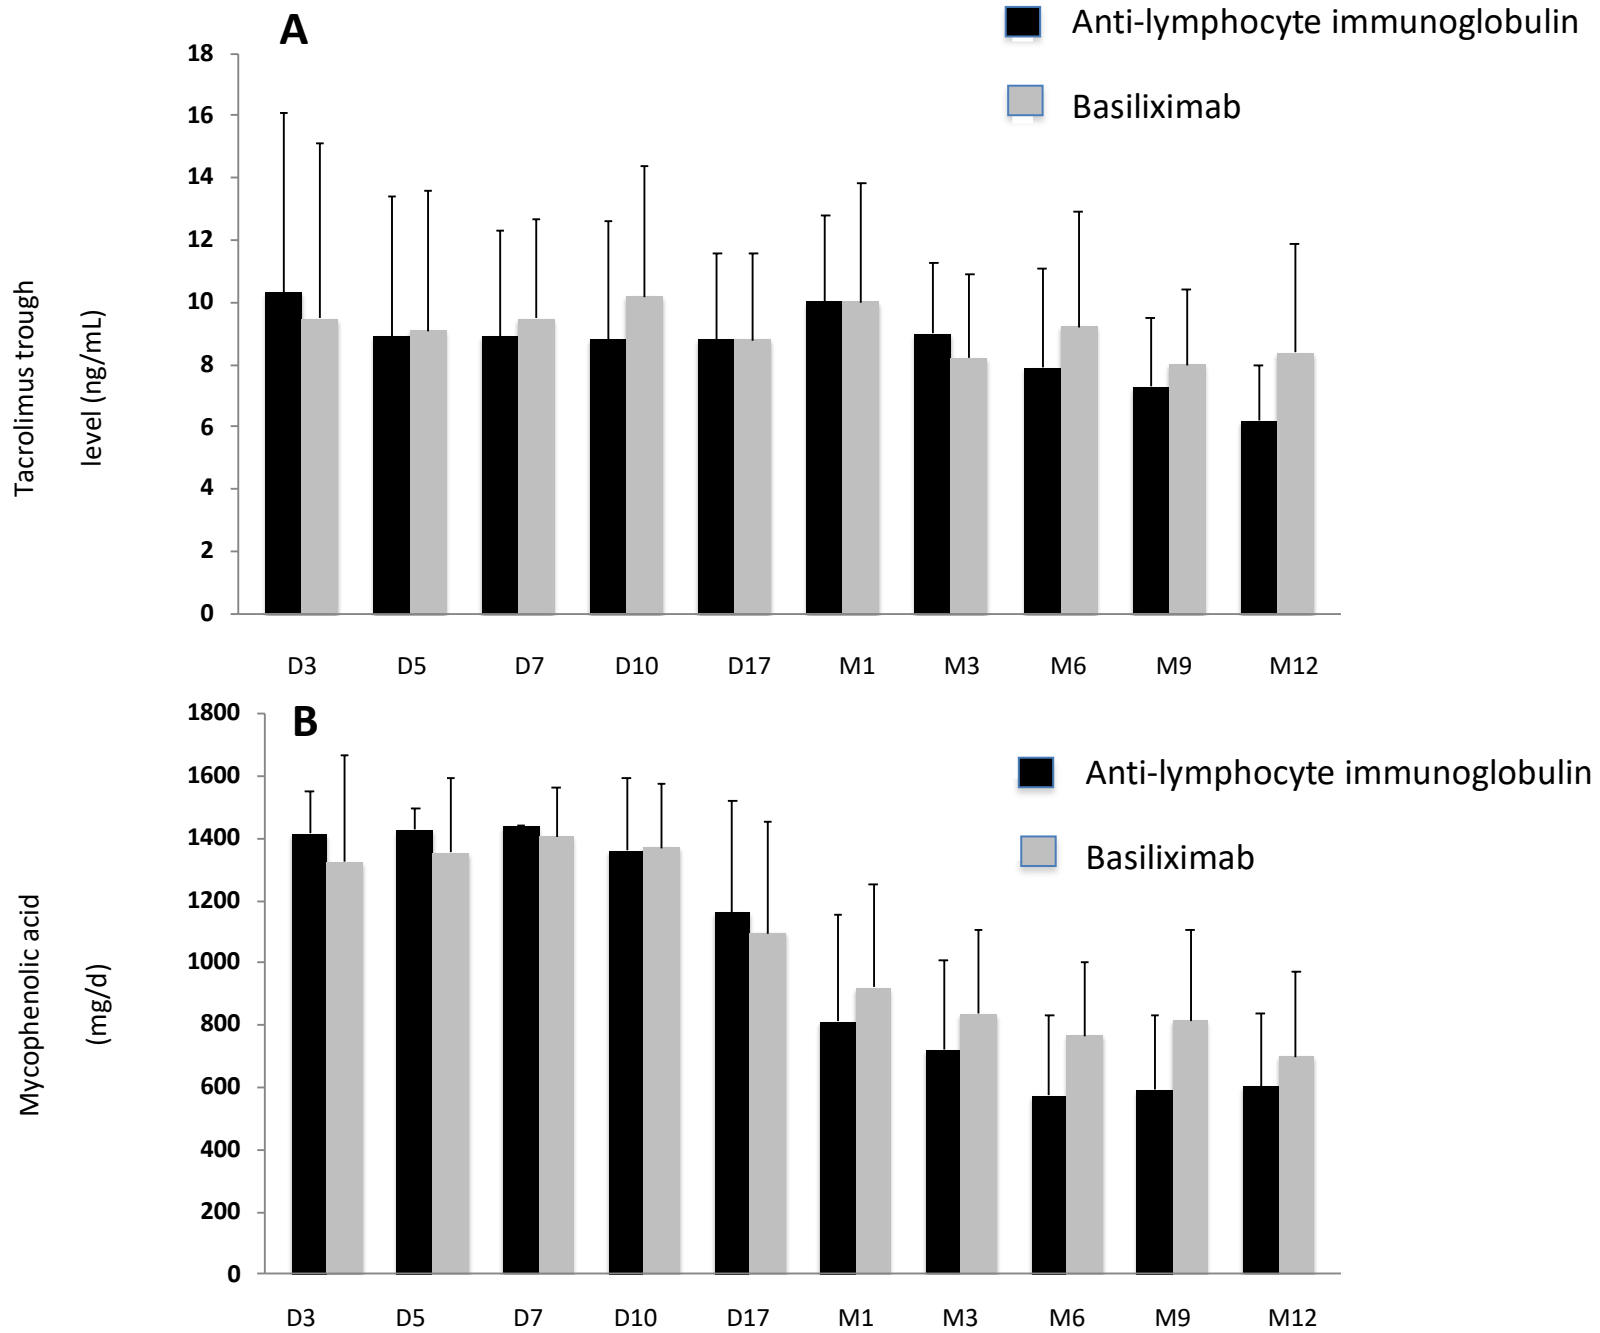 A
Anti-lymphocyte immunoglobulin
Basiliximab
18
16
14
12
10
8
6
4
2
0
Tacrolimus trough
level (ng/mL)
D3 D5 D7 D10 D17 M1 M3 M6 M9 M12
B
Anti-lymphocyte immunoglobulin
Basiliximab
1800
1600
1400
1200
1000
800
600
400
200
0
Mycophenolic acid
(mg/d)
D3 D5 D7 D10 D17 M1 M3 M6 M9 M12